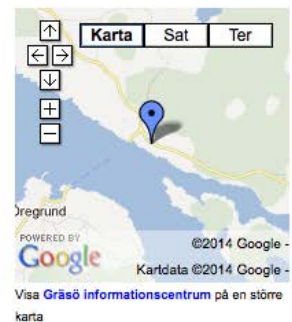 Karta Sat Ter
Öregrund
POWERED BY
Google
©2014 Google -
Kartdata ©2014 Google -
Visa Gräsö informationscentrum på en större
karta